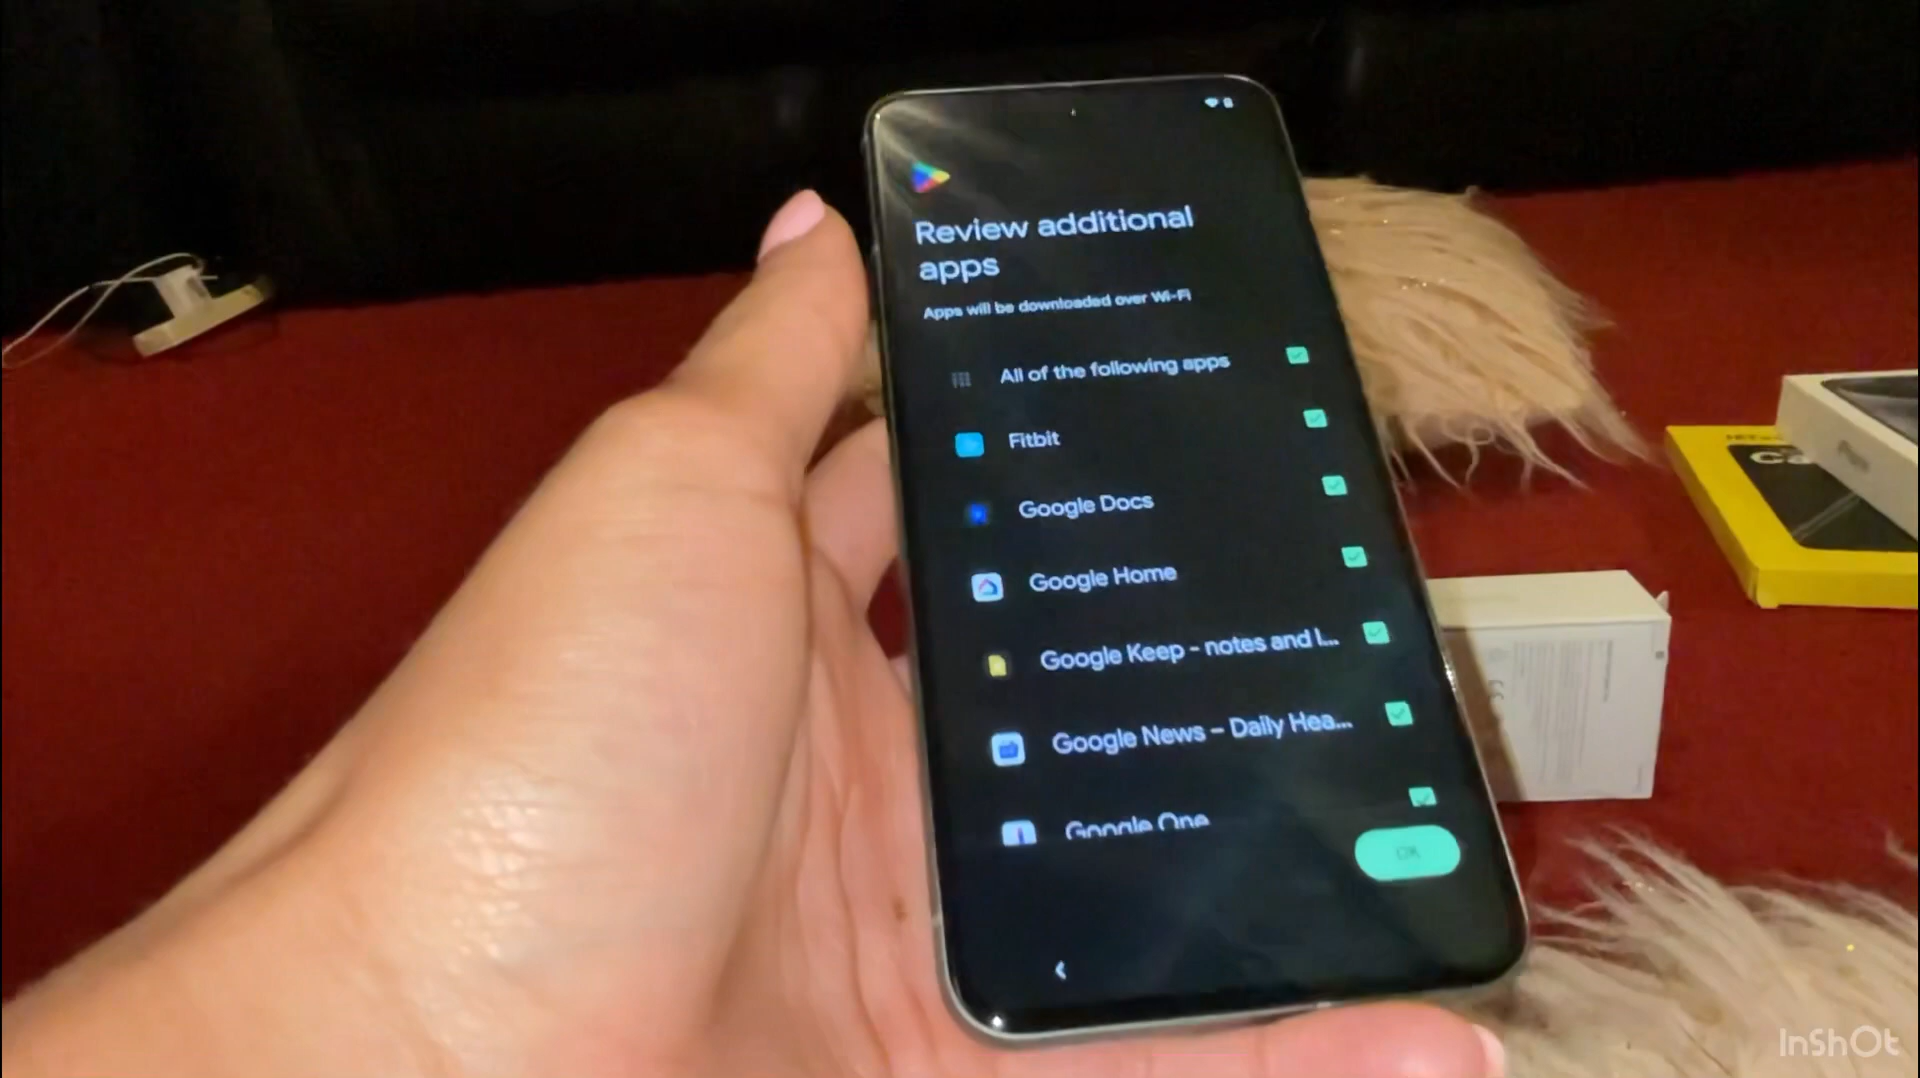 Review additional
apps
Apps will be downloaded over Wi-Fi
All of the following apps
Fitbit
Google Docs
Google Home
Google Keep - notes and l...
Google News – Daily Hea...
Google One
OK
InShOt